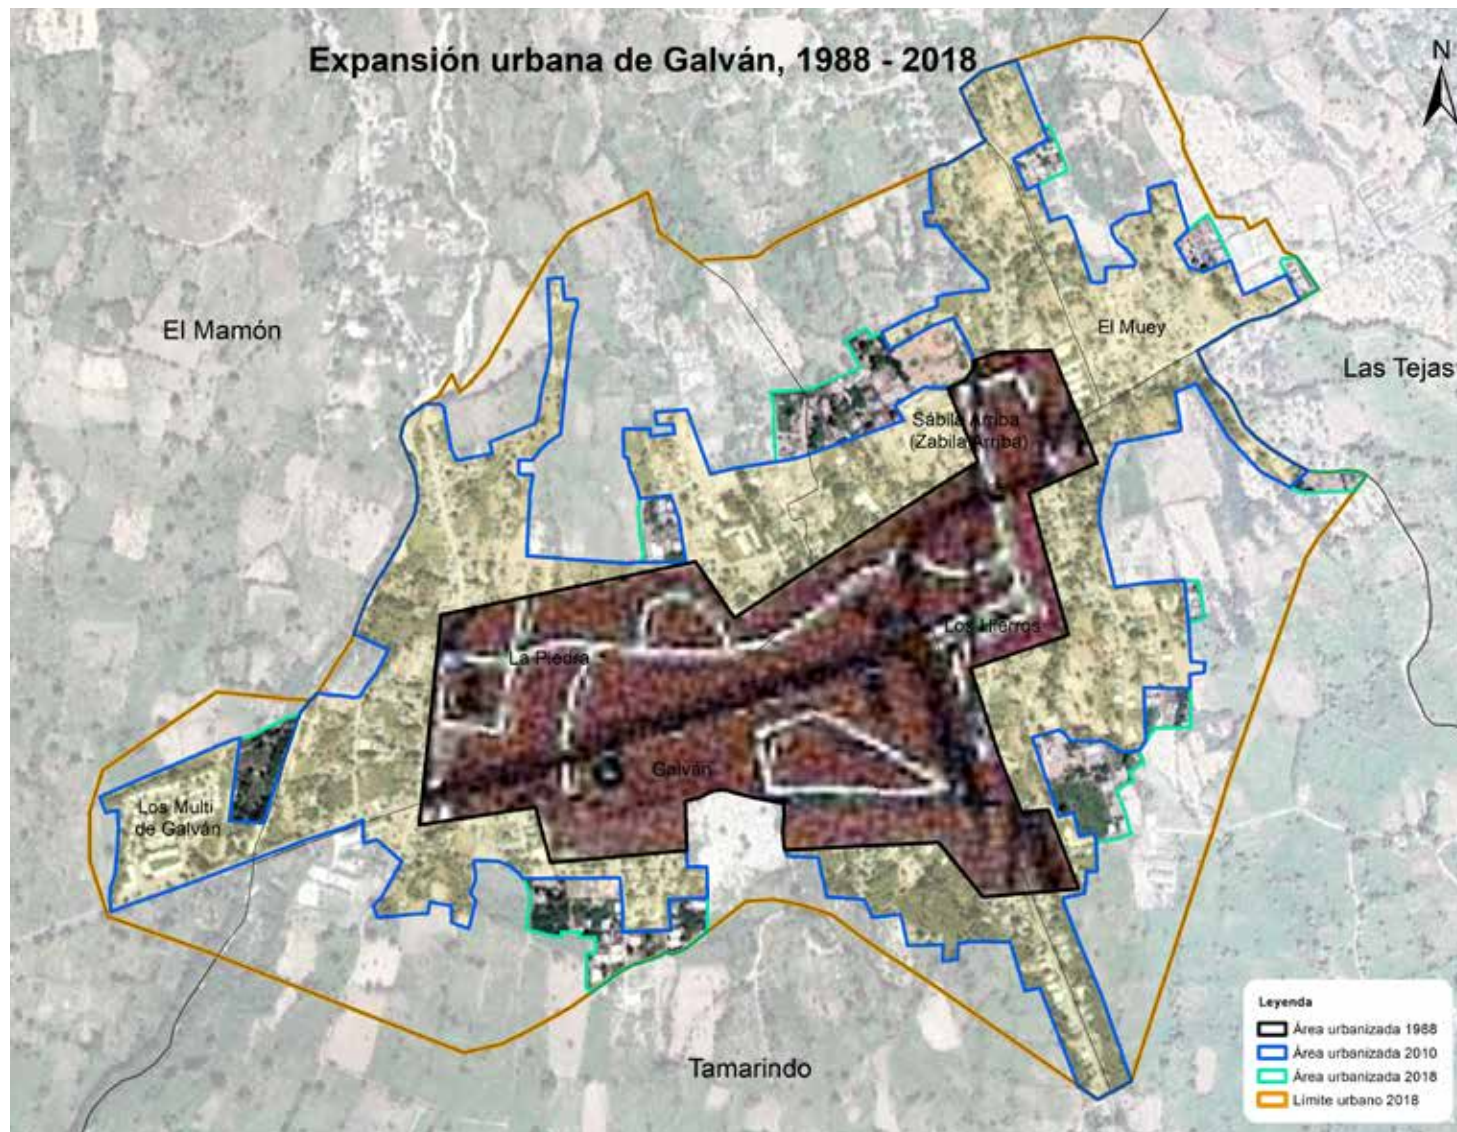 Expansión urbana de Galván, 1988 - 2018
N
El Mamón
El Muey
Las Tejas
Sábila Arriba
(Zabila Arriba)
Los Hierros
La Piedra
Galván
Los Multi
de Galván
Tamarindo
Leyenda
Área urbanizada 1988
Área urbanizada 2010
Área urbanizada 2018
Límite urbano 2018